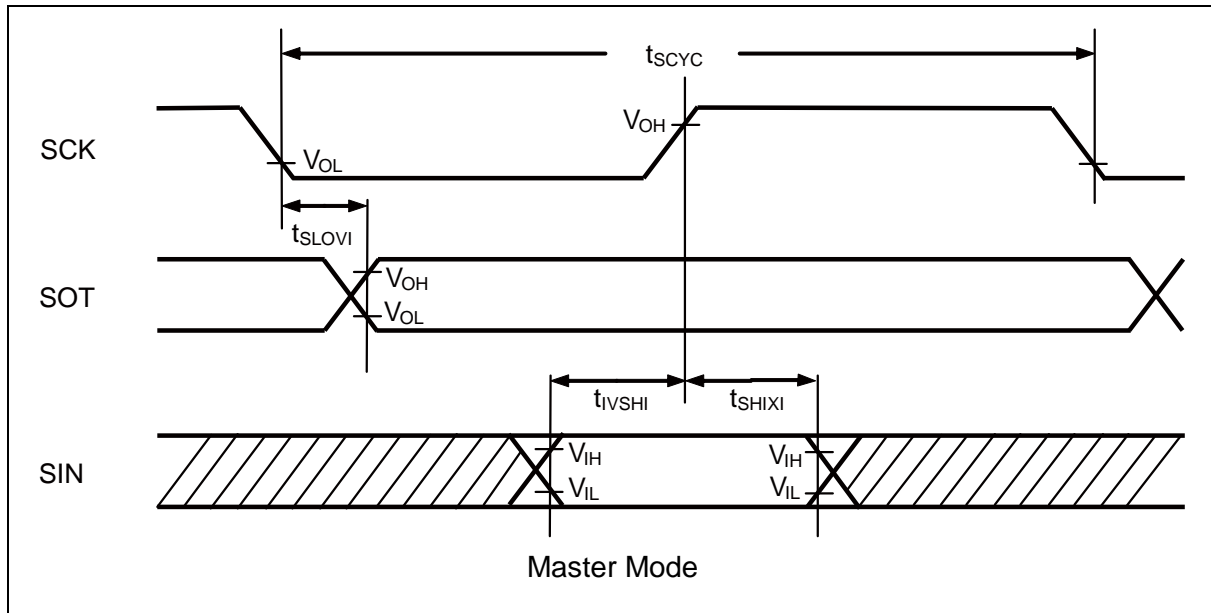 tSCYC
SCK
VOH
VOL
tSLOVI
SOT
VOH
VOL
tIVSHI
tSHIXI
SIN
VIH
VIH
VIL
VIL
Master Mode